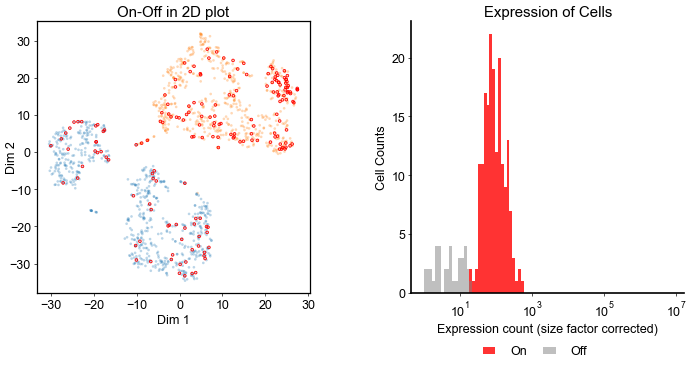 On-Off in 2D plot
Dim 2
30
20
10
0
−10
−20
−30
−30 −20 −10 0 10 20 30
Dim 1
Expression of Cells
Cell Counts
20
15
10
5
0
10^1 10^3 10^5 10^7
Expression count (size factor corrected)
On Off